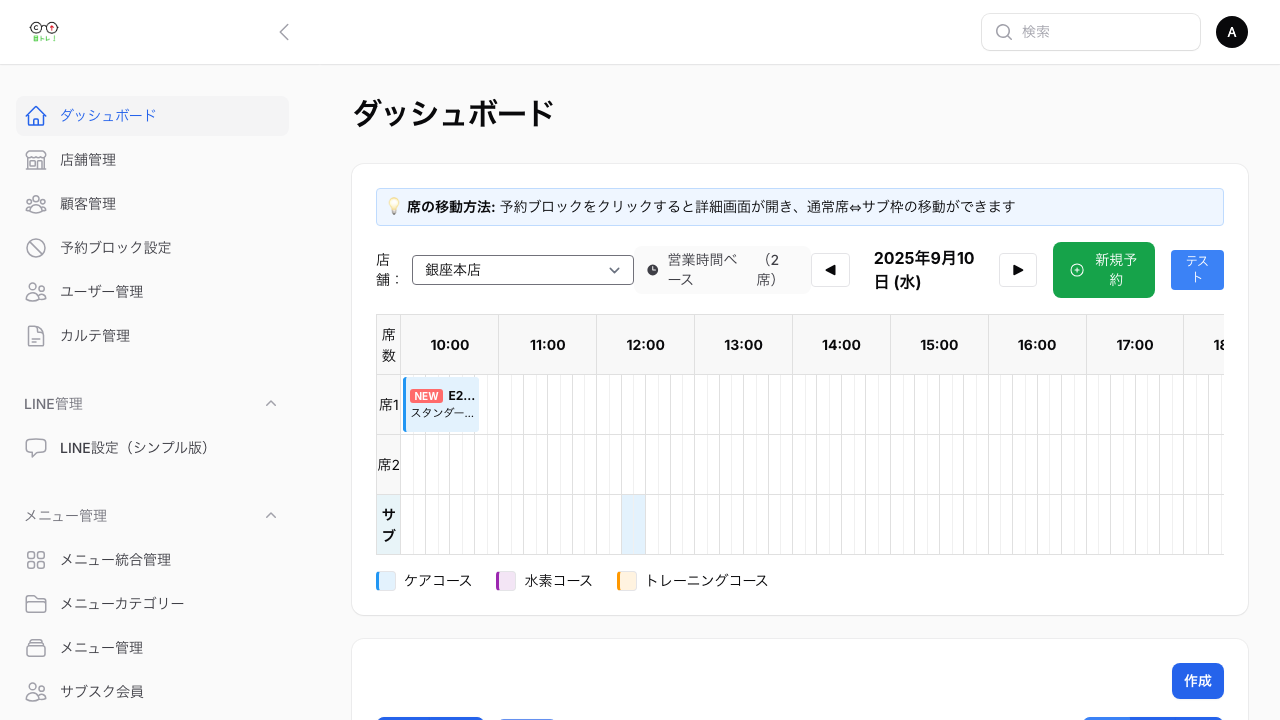 目トレ！
検索
A
ダッシュボード
店舗管理
顧客管理
予約ブロック設定
ユーザー管理
カルテ管理
LINE管理
LINE設定（シンプル版）
メニュー管理
メニュー統合管理
メニューカテゴリー
メニュー管理
サブスク会員
ダッシュボード
💡 席の移動方法: 予約ブロックをクリックすると詳細画面が開き、通常席⇔サブ枠の移動ができます
店
舗：
銀座本店
営業時間ベ
ース
（2
席）
◀
2025年9月10
日 (水)
▶
新規予
約
テス
ト
席
数
10:00 11:00 12:00 13:00 14:00 15:00 16:00 17:00
席1
NEW E2...
スタンダー...
席2
サ
ブ
ケアコース 水素コース トレーニングコース
作成